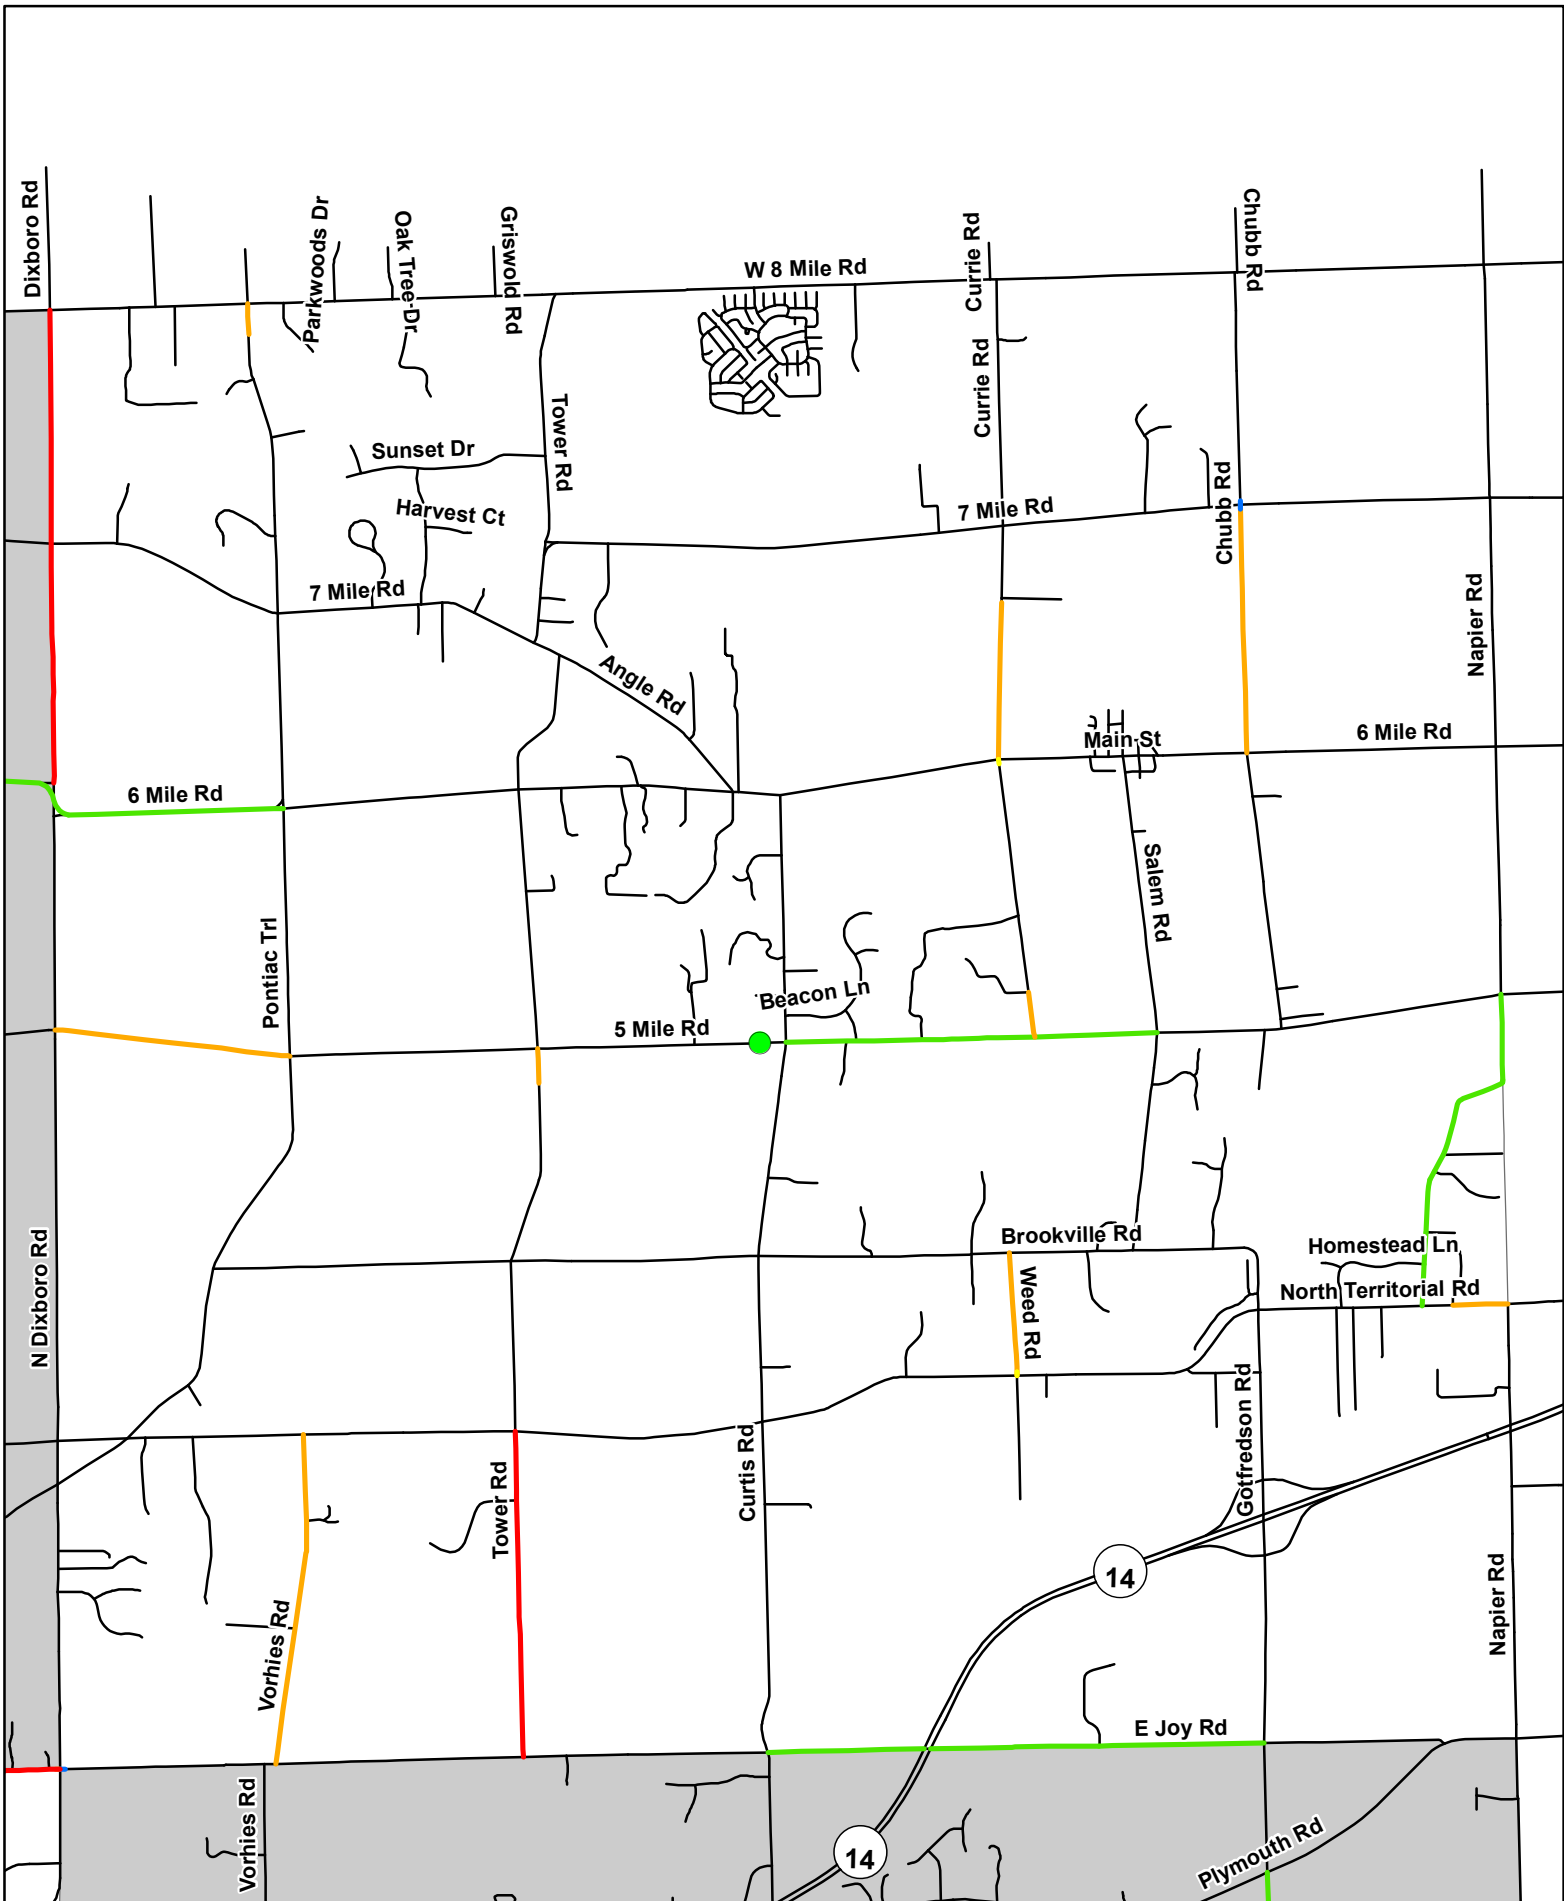 Dixboro Rd
Parkwoods Dr
Oak Tree Dr
Griswold Rd
W 8 Mile Rd
Currie Rd
Chubb Rd
Currie Rd
Tower Rd
Sunset Dr
Harvest Ct
7 Mile Rd
Chubb Rd
7 Mile Rd
Napier Rd
Angle Rd
Main St
6 Mile Rd
6 Mile Rd
Salem Rd
Pontiac Trl
Beacon Ln
5 Mile Rd
Brookville Rd
Homestead Ln
North Territorial Rd
N Dixboro Rd
Weed Rd
Gotfredson Rd
Curtis Rd
Tower Rd
14
Napier Rd
Vorhies Rd
E Joy Rd
Vorhies Rd
14
Plymouth Rd